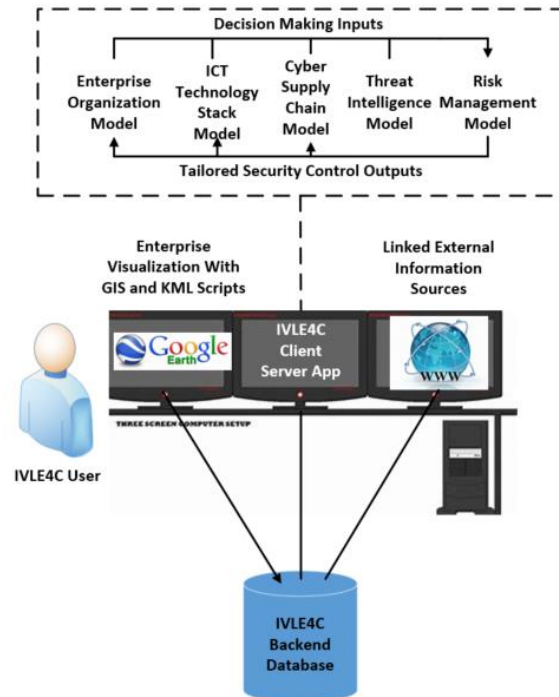 Decision Making Inputs
Enterprise
Organization
Model
ICT
Technology
Stack
Model
Cyber
Supply
Chain
Model
Threat
Intelligence
Model
Risk
Management
Model
Tailored Security Control Outputs
Enterprise
Visualization With
GIS and KML Scripts
Linked External
Information
Sources
Google
Earth
IVLE4C
Client
Server App
WWW
THREE SCREEN COMPUTER SETUP
IVLE4C User
IVLE4C
Backend
Database